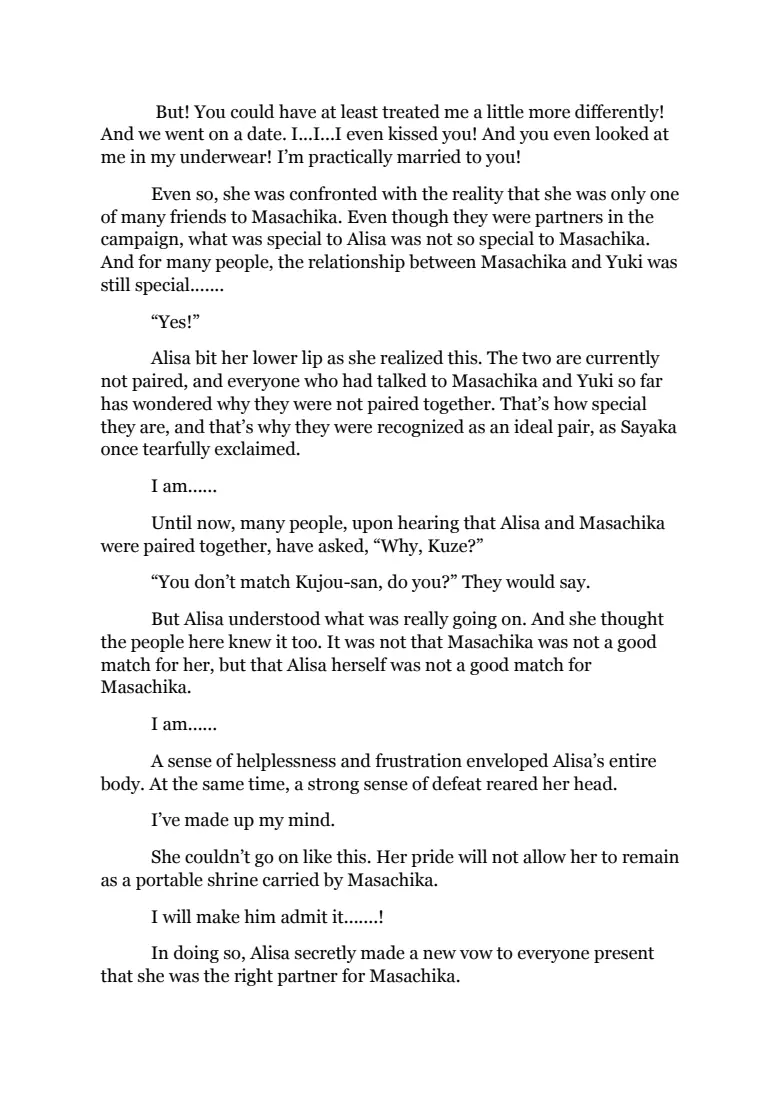 But! You could have at least treated me a little more differently!
And we went on a date. I...I...I even kissed you! And you even looked at
me in my underwear! I’m practically married to you!
Even so, she was confronted with the reality that she was only one
of many friends to Masachika. Even though they were partners in the
campaign, what was special to Alisa was not so special to Masachika.
And for many people, the relationship between Masachika and Yuki was
still special.......
“Yes!”
Alisa bit her lower lip as she realized this. The two are currently
not paired, and everyone who had talked to Masachika and Yuki so far
has wondered why they were not paired together. That’s how special
they are, and that’s why they were recognized as an ideal pair, as Sayaka
once tearfully exclaimed.
I am......
Until now, many people, upon hearing that Alisa and Masachika
were paired together, have asked, “Why, Kuze?”
“You don’t match Kujou-san, do you?” They would say.
But Alisa understood what was really going on. And she thought
the people here knew it too. It was not that Masachika was not a good
match for her, but that Alisa herself was not a good match for
Masachika.
I am......
A sense of helplessness and frustration enveloped Alisa’s entire
body. At the same time, a strong sense of defeat reared her head.
I’ve made up my mind.
She couldn’t go on like this. Her pride will not allow her to remain
as a portable shrine carried by Masachika.
I will make him admit it.......!
In doing so, Alisa secretly made a new vow to everyone present
that she was the right partner for Masachika.